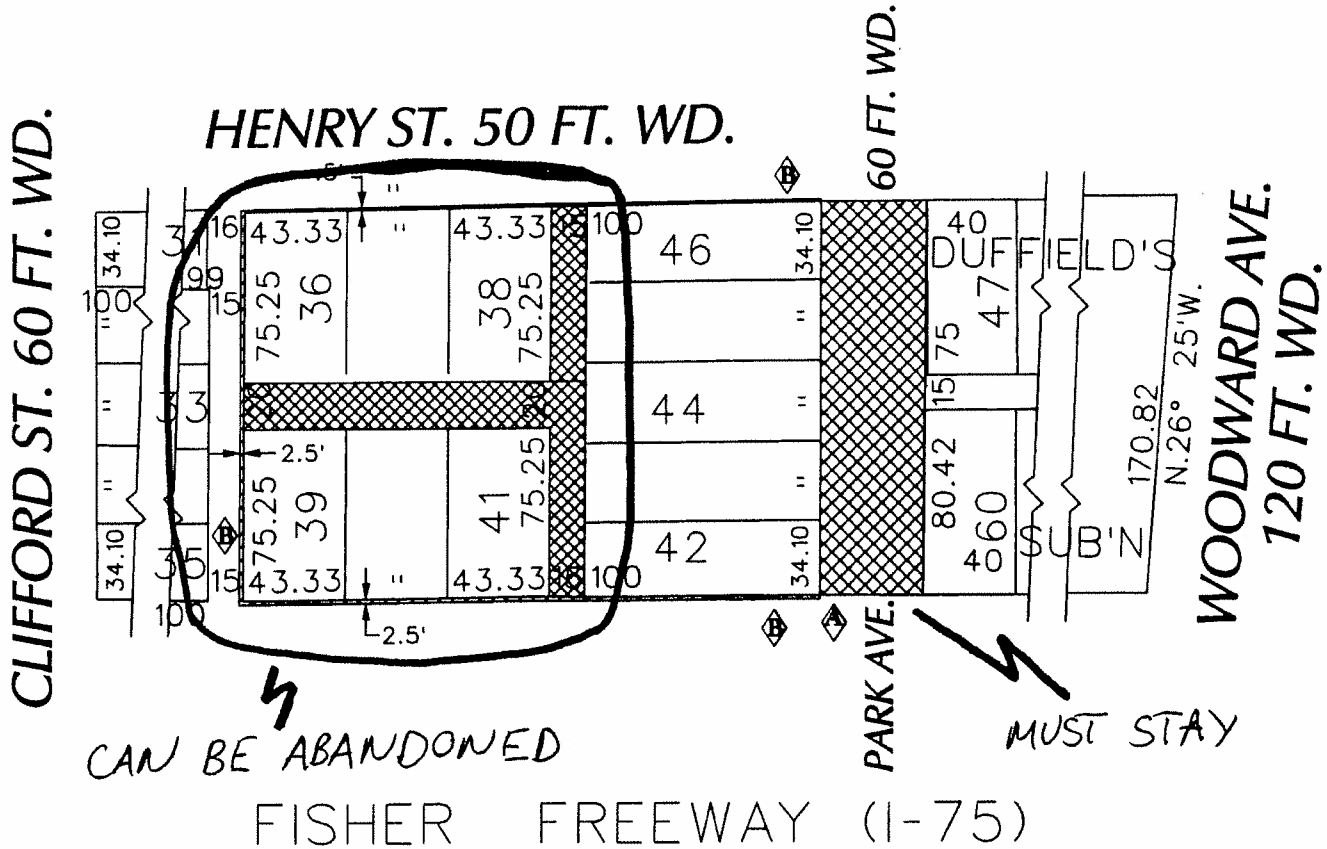 CLIFFORD ST. 60 FT. WD.
HENRY ST. 50 FT. WD.
60 FT. WD.
WOODWARD AVE.
120 FT. WD.
B
34.10
31
16
43.33
"
43.33
100
46
34.10
40
DUFFIELD'S
99
100
15
75.25
36
38
75.25
"
75
47
"
33
44
"
15
170.82
N.26° 25'W.
2.5'
"
75.25
39
41
75.25
"
80.42
60
SUB'N
B
34.10
35
15
43.33
"
43.33
100
42
34.10
40
100
2.5'
B
A
PARK AVE.
CAN BE ABANDONED
MUST STAY
FISHER FREEWAY (I-75)